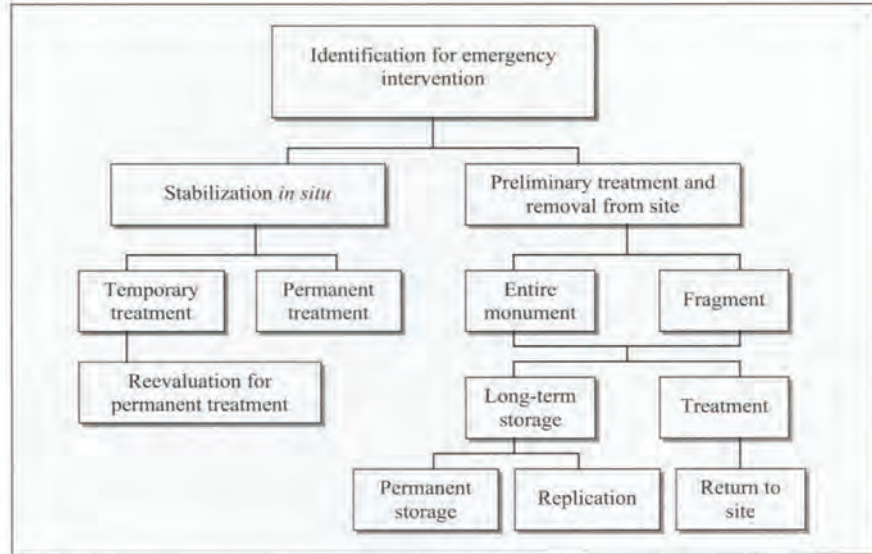 Identification for emergency
intervention
Stabilization in situ
Preliminary treatment and
removal from site
Temporary
treatment
Permanent
treatment
Entire
monument
Fragment
Reevaluation for
permanent treatment
Long-term
storage
Treatment
Permanent
storage
Replication
Return to
site